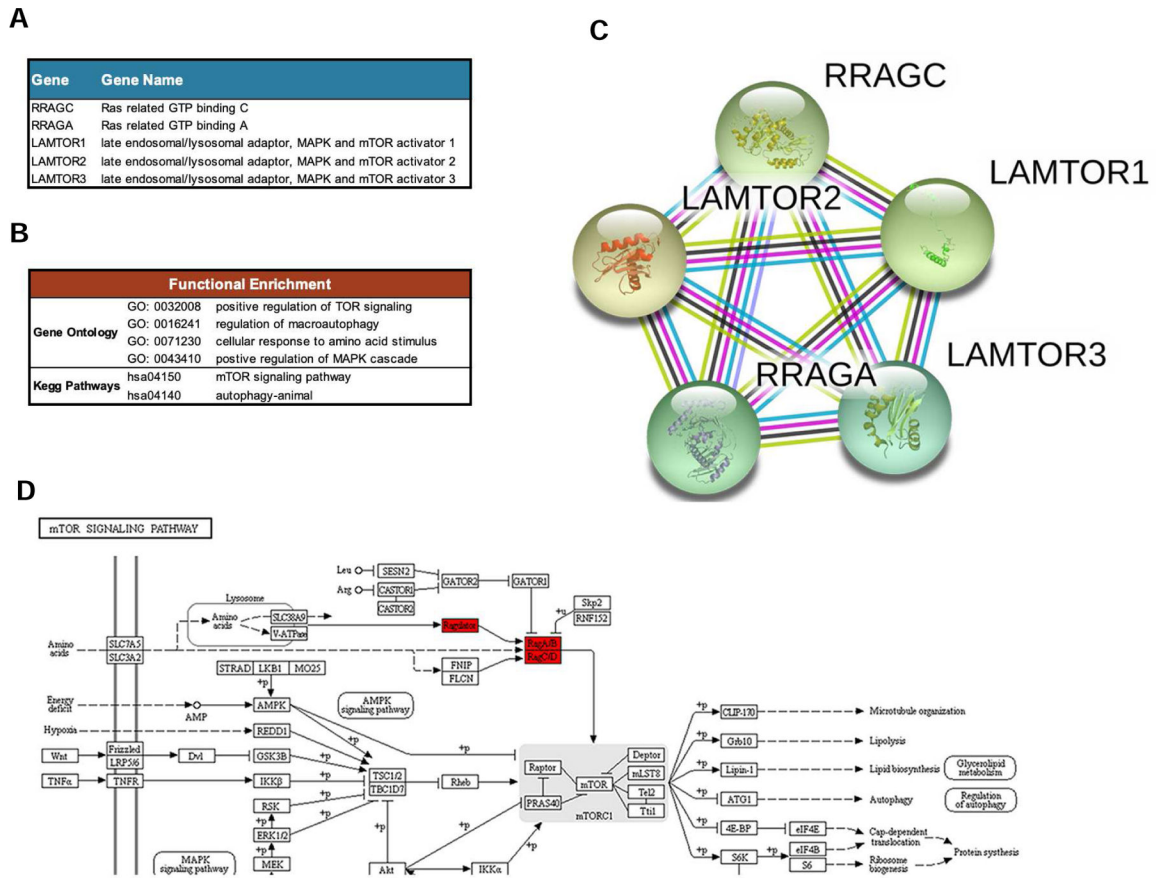 A
Gene Gene Name
RRAGC Ras related GTP binding C
RRAGA Ras related GTP binding A
LAMTOR1 late endosomal/lysosomal adaptor, MAPK and mTOR activator 1
LAMTOR2 late endosomal/lysosomal adaptor, MAPK and mTOR activator 2
LAMTOR3 late endosomal/lysosomal adaptor, MAPK and mTOR activator 3
B
Functional Enrichment
Gene Ontology
GO: 0032008 positive regulation of TOR signaling
GO: 0016241 regulation of macroautophagy
GO: 0071230 cellular response to amino acid stimulus
GO: 0043410 postive regulation of MAPK cascade
Kegg Pathways
hsa04150 mTOR signaling pathway
hsa04140 autophagy-animal
C
RRAGC
LAMTOR1
LAMTOR2
LAMTOR3
RRAGA
D
mTOR SIGNALING PATHWAY
Leu
SESN2
GATOR2
GATOR1
Arg
CASTOR1
CASTOR2
Lysosome
Amino
acids
SLC38A9
V-ATPase
Ragulator
+u
Skp2
RNF152
RagA/B
RagC/D
Amino
acids
SLC7A5
SLC3A2
FNIP
FLCN
STRAD LKB1 MO25
+p
Energy
deficit
AMP
AMPK
AMPK
signaling pathway
+p
+p
Hypoxia
REDD1
Wnt
Frizzled
LRP5/6
Dvl
GSK3B
+p
TNFα
TNFR
IKKβ
+p
TSC1/2
TBC1D7
Rheb
RSK
+p
+p
ERK1/2
+p
+p
MEK
MAPK
signaling pathway
+p
Akt
+p
IKKα
+p
Raptor
Deptor
mTOR
mLST8
PRAS40
Tel2
Tti1
mTORC1
+p
CLIP-170
Microtubule organization
+p
Grb10
Lipolysis
+p
Lipin-1
Lipid biosynthesis
Glycerolipid
metabolism
+p
ATG1
Autophagy
Regulation
of autophagy
+p
4E-BP
eIF4E
Cap-dependent
translocation
+p
S6K
+p
eIF4B
S6
Ribosome
biogenesis
Protein systhesis